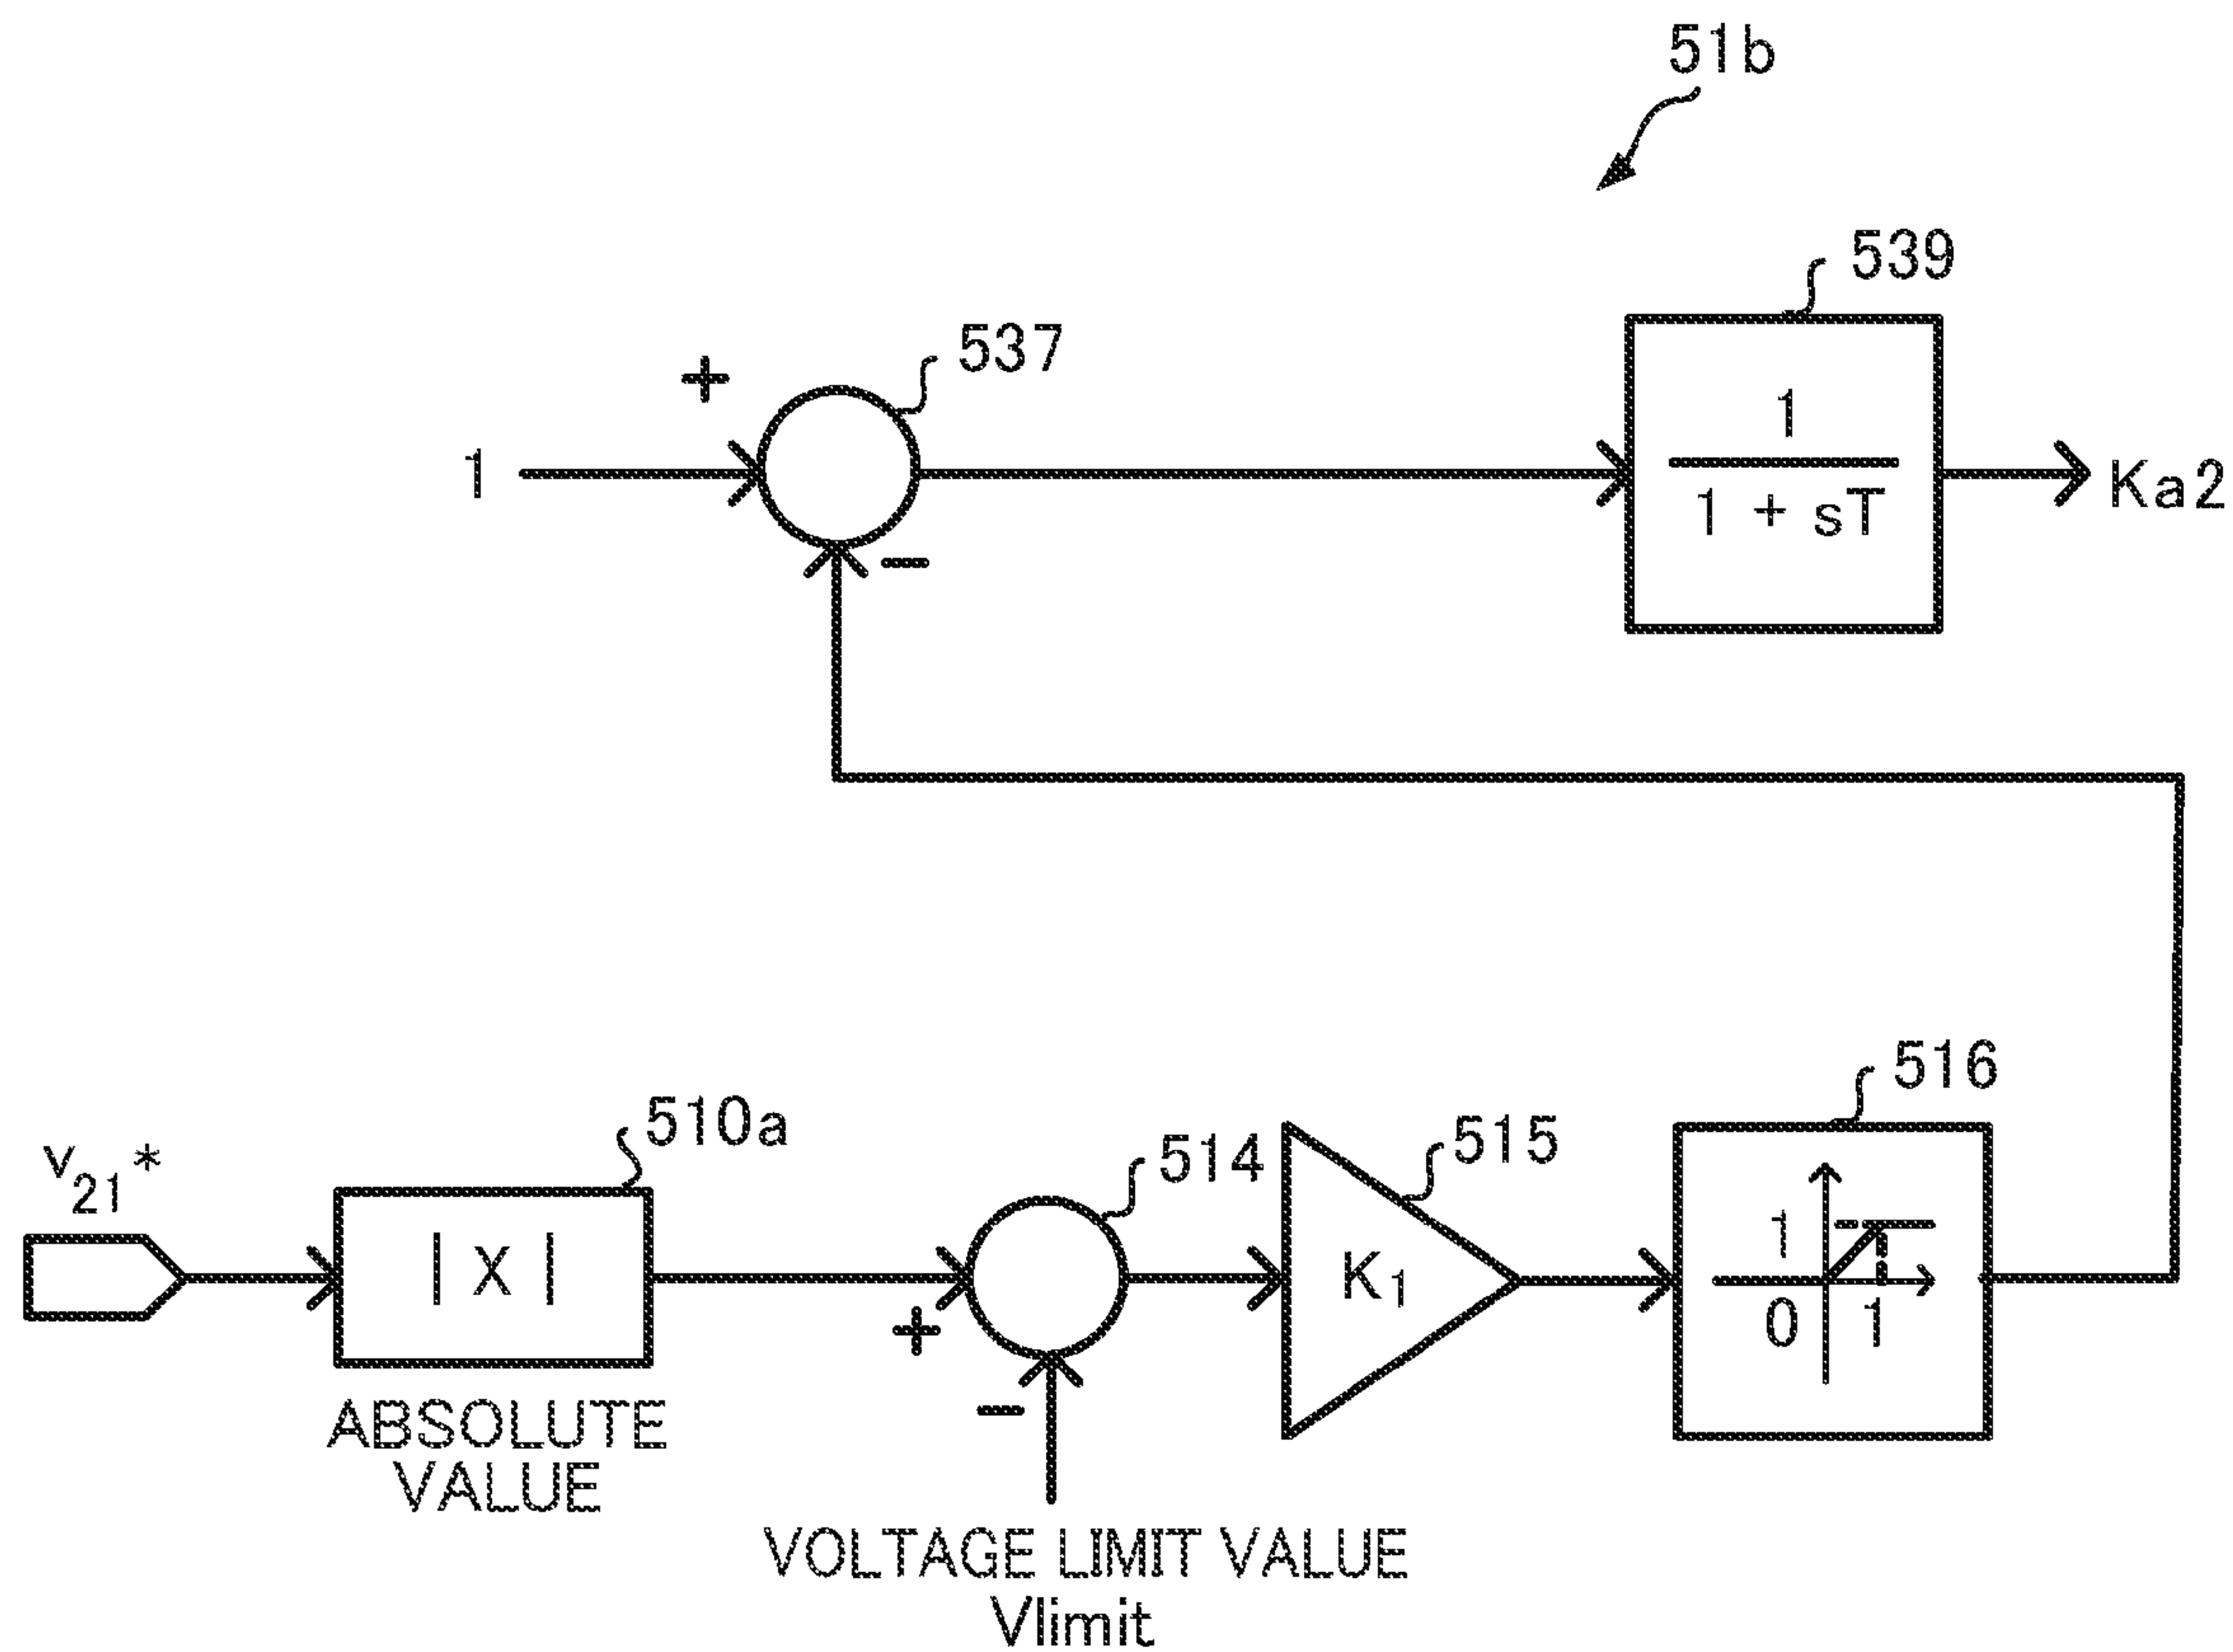 51b
539
537
+
1
1
1 + sT
Ka2
−
516
510a
515
514
v21*
| X |
K1
1
0
1
+
−
ABSOLUTE
VALUE
VOLTAGE LIMIT VALUE
Vlimit